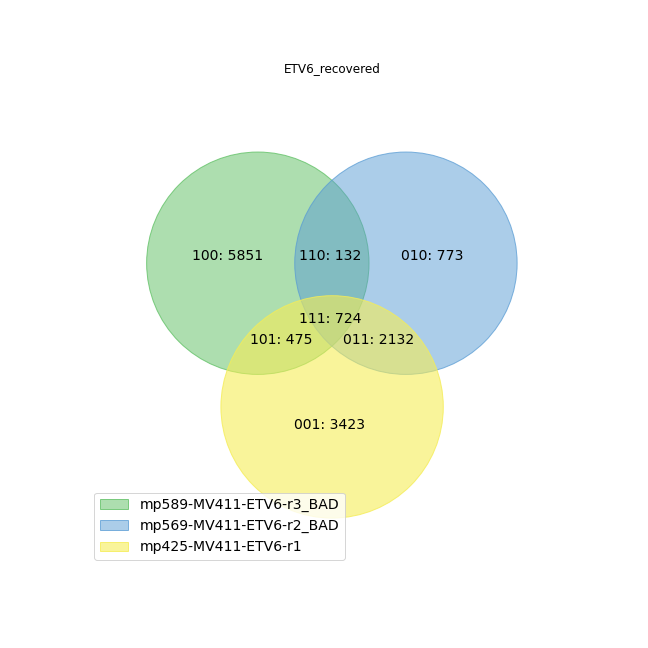 ETV6_recovered
100: 5851
110: 132
010: 773
111: 724
101: 475
011: 2132
001: 3423
mp589-MV411-ETV6-r3_BAD
mp569-MV411-ETV6-r2_BAD
mp425-MV411-ETV6-r1